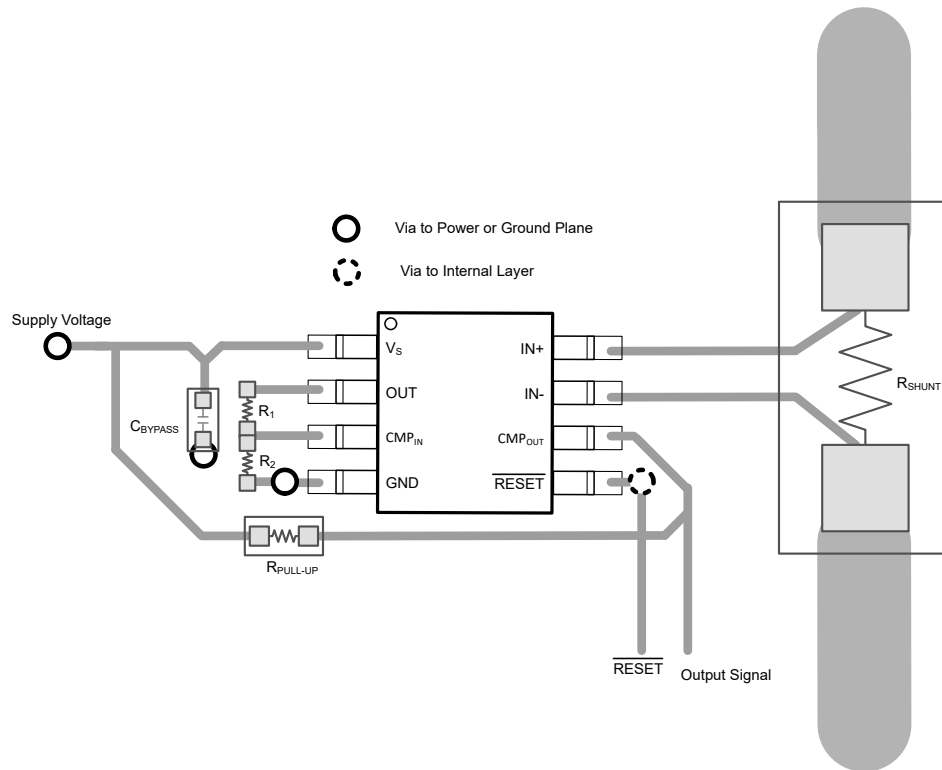 Via to Power or Ground Plane
Via to Internal Layer
Supply Voltage
VS
IN+
OUT
IN-
CMPIN
CMPOUT
GND
RESET
CBYPASS
R1
R2
RSHUNT
RPULL-UP
RESET
Output Signal